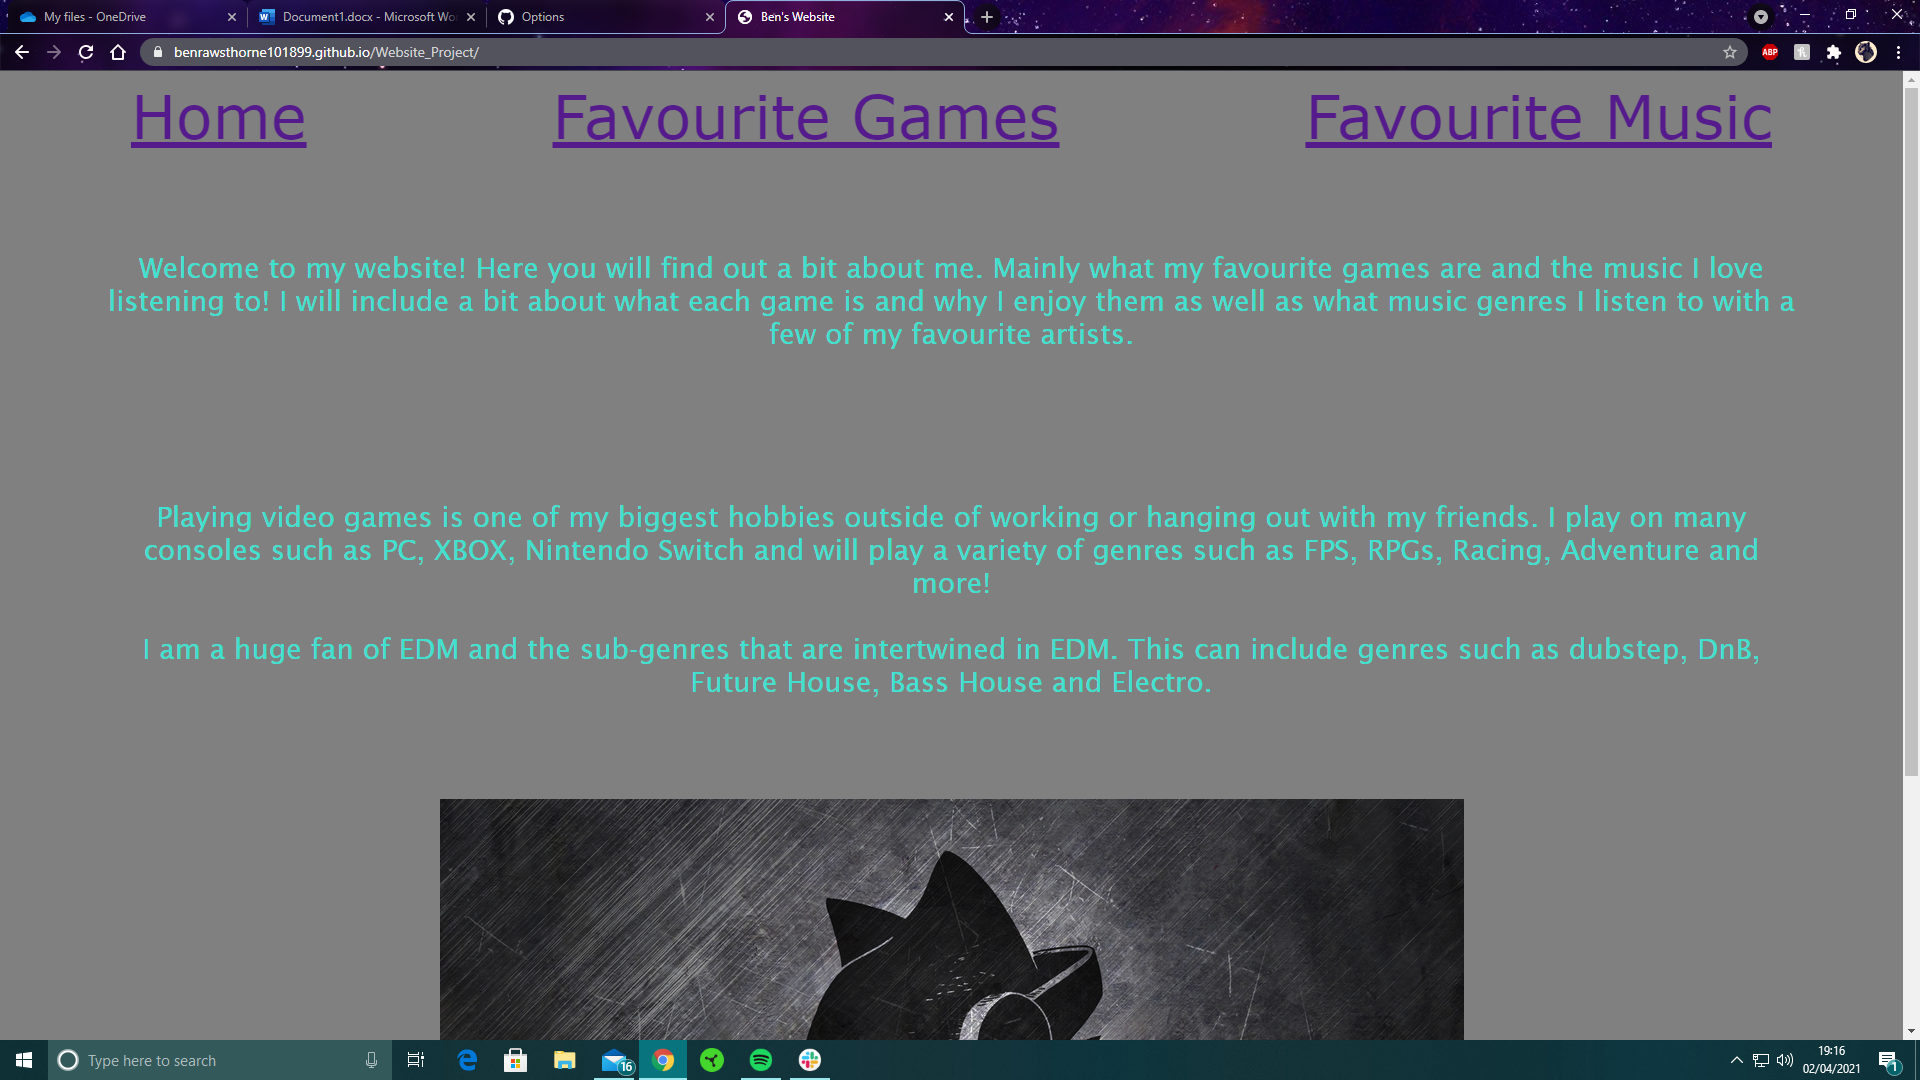 My files - OneDrive
Document1.docx - Microsoft Wo
Options
Ben's Website
benrawsthorne101899.github.io/Website_Project/
ABP
Home
Favourite Games
Favourite Music
Welcome to my website! Here you will find out a bit about me. Mainly what my favourite games are and the music I love
listening to! I will include a bit about what each game is and why I enjoy them as well as what music genres I listen to with a
few of my favourite artists.
Playing video games is one of my biggest hobbies outside of working or hanging out with my friends. I play on many
consoles such as PC, XBOX, Nintendo Switch and will play a variety of genres such as FPS, RPGs, Racing, Adventure and
more!
I am a huge fan of EDM and the sub-genres that are intertwined in EDM. This can include genres such as dubstep, DnB,
Future House, Bass House and Electro.
Type here to search
16
19:16
02/04/2021
1